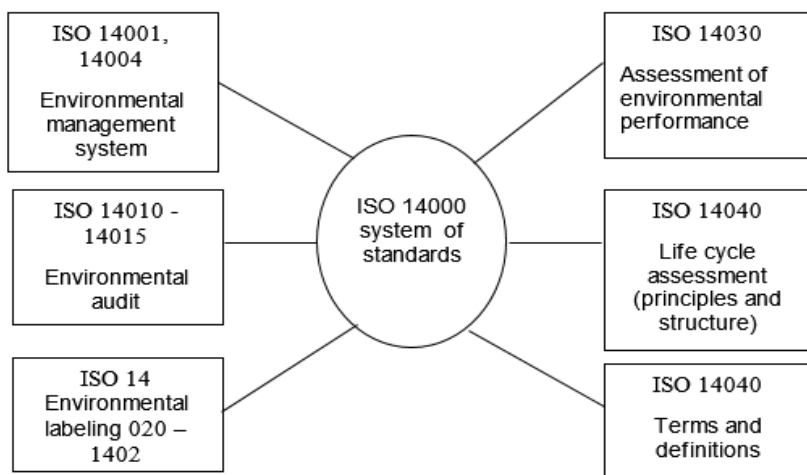 ISO 14001,
14004
Environmental
management
system
ISO 14010 -
14015
Environmental
audit
ISO 14
Environmental
labeling 020 –
1402
ISO 14000
system of
standards
ISO 14030
Assessment of
environmental
performance
ISO 14040
Life cycle
assessment
(principles and
structure)
ISO 14040
Terms and
definitions